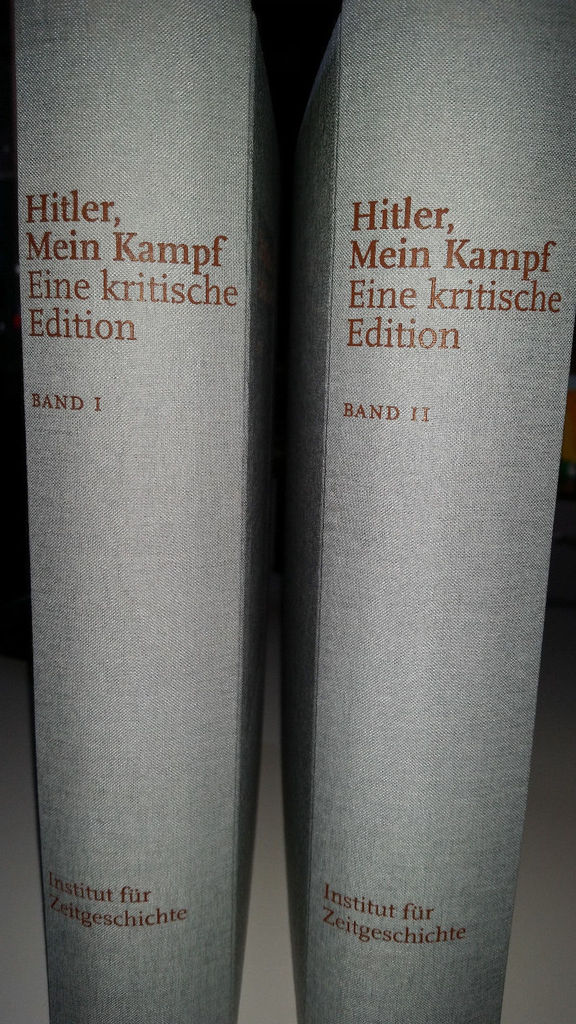 Hitler,
Mein Kampf
Eine kritische
Edition
BAND I
Institut für
Zeitgeschichte
Hitler,
Mein Kampf
Eine kritische
Edition
BAND II
Institut für
Zeitgeschichte